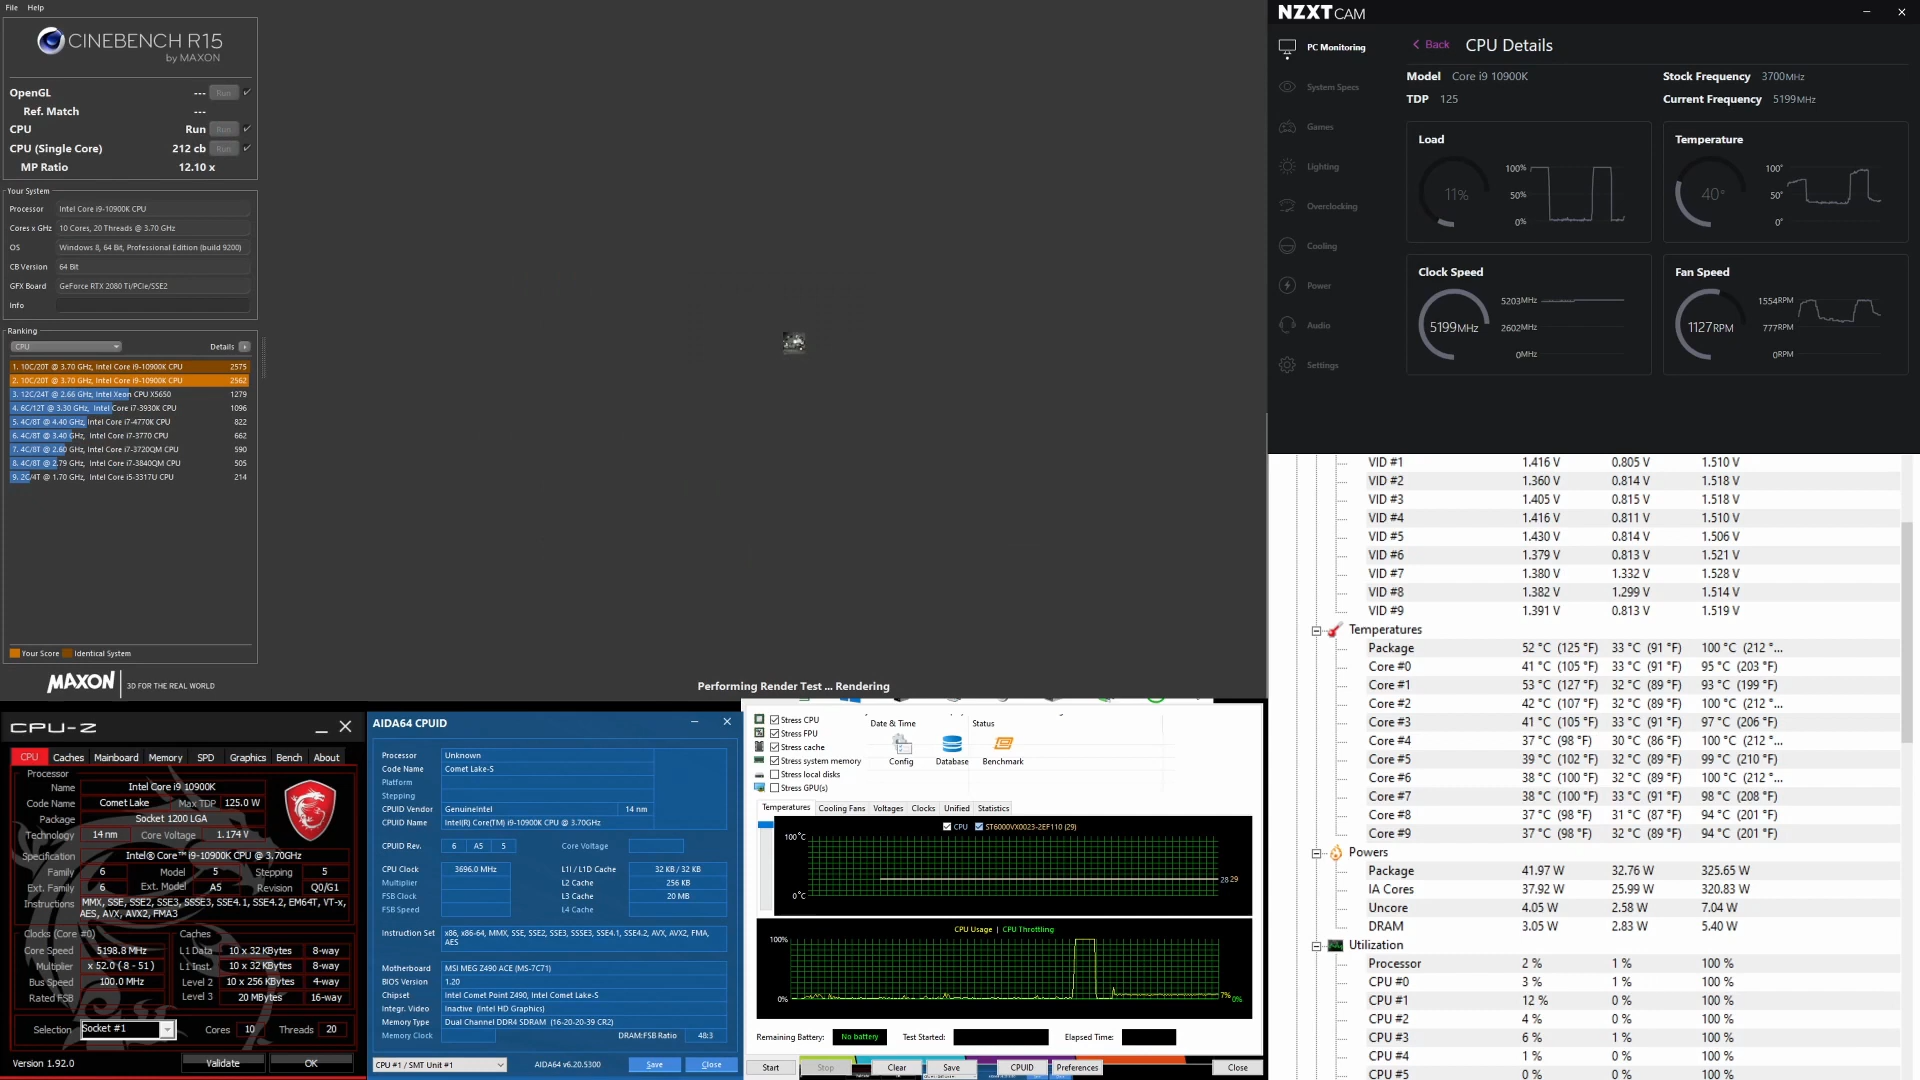 File Help
CINEBENCH R15
by MAXON
OpenGL --- Run
Ref. Match ---
CPU Run Run
CPU (Single Core) 212 cb Run
MP Ratio 12.10 x
Your System
Processor Intel Core i9-10900K CPU
Cores x GHz 10 Cores, 20 Threads @ 3.70 GHz
OS Windows 8, 64 Bit, Professional Edition (build 9200)
CB Version 64 Bit
GFX Board GeForce RTX 2080 Ti/PCIe/SSE2
Info
Ranking
CPU Details
1. 10C/20T @ 3.70 GHz, Intel Core i9-10900K CPU 2575
2. 10C/20T @ 3.70 GHz, Intel Core i9-10900K CPU 2562
3. 12C/24T @ 2.66 GHz, Intel Xeon CPU X5650 1279
4. 6C/12T @ 3.30 GHz, Intel Core i7-3930K CPU 1096
5. 4C/8T @ 4.40 GHz, Intel Core i7-4770K CPU 822
6. 4C/8T @ 3.40 GHz, Intel Core i7-3770 CPU 662
7. 4C/8T @ 2.60 GHz, Intel Core i7-3720QM CPU 590
8. 4C/8T @ 2.79 GHz, Intel Core i7-3840QM CPU 505
9. 2C/4T @ 1.70 GHz, Intel Core i5-3317U CPU 214
Your Score Identical System
MAXON 3D FOR THE REAL WORLD
Performing Render Test ... Rendering
NZXT CAM
PC Monitoring
System Specs
Games
Lighting
Overclocking
Cooling
Power
Audio
Settings
Back CPU Details
Model Core i9 10900K Stock Frequency 3700MHz
TDP 125 Current Frequency 5199MHz
Load
11%
100%
50%
0%
Temperature
40°
100°
50°
0°
Clock Speed
5199MHz
5203MHz
2602MHz
0MHz
Fan Speed
1127RPM
1554RPM
777RPM
0RPM
VID #1 1.416 V 0.805 V 1.510 V
VID #2 1.360 V 0.814 V 1.518 V
VID #3 1.405 V 0.815 V 1.518 V
VID #4 1.416 V 0.811 V 1.510 V
VID #5 1.430 V 0.814 V 1.506 V
VID #6 1.379 V 0.813 V 1.521 V
VID #7 1.380 V 1.332 V 1.528 V
VID #8 1.382 V 1.299 V 1.514 V
VID #9 1.391 V 0.813 V 1.519 V
Temperatures
Package 52 °C (125 °F) 33 °C (91 °F) 100 °C (212 °...
Core #0 41 °C (105 °F) 33 °C (91 °F) 95 °C (203 °F)
Core #1 53 °C (127 °F) 32 °C (89 °F) 93 °C (199 °F)
Core #2 42 °C (107 °F) 32 °C (89 °F) 100 °C (212 °...
Core #3 41 °C (105 °F) 33 °C (91 °F) 97 °C (206 °F)
Core #4 37 °C (98 °F) 30 °C (86 °F) 100 °C (212 °...
Core #5 39 °C (102 °F) 32 °C (89 °F) 99 °C (210 °F)
Core #6 38 °C (100 °F) 32 °C (89 °F) 100 °C (212 °...
Core #7 38 °C (100 °F) 33 °C (91 °F) 98 °C (208 °F)
Core #8 37 °C (98 °F) 31 °C (87 °F) 94 °C (201 °F)
Core #9 37 °C (98 °F) 32 °C (89 °F) 94 °C (201 °F)
Powers
Package 41.97 W 32.76 W 325.65 W
IA Cores 37.92 W 25.99 W 320.83 W
Uncore 4.05 W 2.58 W 7.04 W
DRAM 3.05 W 2.83 W 5.40 W
Utilization
Processor 2 % 1 % 100 %
CPU #0 3 % 1 % 100 %
CPU #1 12 % 0 % 100 %
CPU #2 4 % 0 % 100 %
CPU #3 6 % 1 % 100 %
CPU #4 1 % 0 % 100 %
CPU #5 0 % 0 % 100 %
CPU-Z
CPU Caches Mainboard Memory SPD Graphics Bench About
Processor
Name Intel Core i9 10900K
Code Name Comet Lake Max TDP 125.0 W
Package Socket 1200 LGA
Technology 14 nm Core Voltage 1.174 V
Specification Intel® Core™ i9-10900K CPU @ 3.70GHz
Family 6 Model 5 Stepping 5
Ext. Family 6 Ext. Model A5 Revision Q0/G1
Instructions MMX, SSE, SSE2, SSE3, SSSE3, SSE4.1, SSE4.2, EM64T, VT-x,
AES, AVX, AVX2, FMA3
Clocks (Core #0) Caches
Core Speed 5198.8 MHz L1 Data 10 x 32 KBytes 8-way
Multiplier x 52.0 ( 8 - 51 ) L1 Inst. 10 x 32 KBytes 8-way
Bus Speed 100.0 MHz Level 2 10 x 256 KBytes 4-way
Rated FSB Level 3 20 MBytes 16-way
Selection Socket #1 Cores 10 Threads 20
Version 1.92.0 Validate OK
AIDA64 CPUID
Processor Unknown
Code Name Comet Lake-S
Platform
Stepping
CPUID Vendor GenuineIntel 14 nm
CPUID Name Intel(R) Core(TM) i9-10900K CPU @ 3.70GHz
CPUID Rev. 6 A5 5 Core Voltage
CPU Clock 3696.0 MHz L1I / L1D Cache 32 KB / 32 KB
Multiplier L2 Cache 256 KB
FSB Clock L3 Cache 20 MB
FSB Speed L4 Cache
Instruction Set x86, x86-64, MMX, SSE, SSE2, SSE3, SSSE3, SSE4.1, SSE4.2, AVX, AVX2, FMA,
AES
Motherboard MSI MEG Z490 ACE (MS-7C71)
BIOS Version 1.20
Chipset Intel Comet Point Z490, Intel Comet Lake-S
Integr. Video Inactive (Intel HD Graphics)
Memory Type Dual Channel DDR4 SDRAM (16-20-20-39 CR2)
Memory Clock DRAM:FSB Ratio 48:3
CPU #1 / SMT Unit #1 AIDA64 v6.20.5300 Save Close
Stress CPU
Stress FPU
Stress cache
Stress system memory
Stress local disks
Stress GPU(s)
Date & Time Status
Config Database Benchmark
Temperatures Cooling Fans Voltages Clocks Unified Statistics
CPU ST6000VX0023-2EF110 (29)
100°C
28 29
0°C
CPU Usage | CPU Throttling
100%
0%
7% 0%
Remaining Battery: No battery Test Started: Elapsed Time:
Start Stop Clear Save CPUID Preferences Close